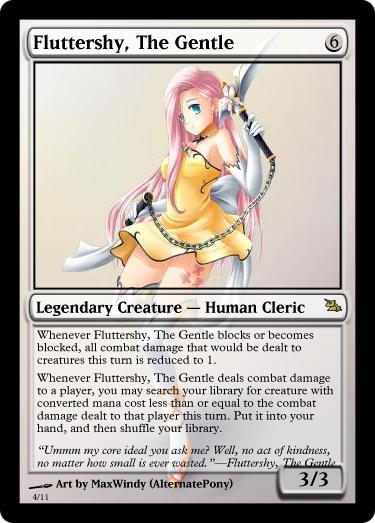 Fluttershy, The Gentle 6
Legendary Creature — Human Cleric
Whenever Fluttershy, The Gentle blocks or becomes
blocked, all combat damage that would be dealt to
creatures this turn is reduced to 1.
Whenever Fluttershy, The Gentle deals combat damage
to a player, you may search your library for creature with
converted mana cost less than or equal to the combat
damage dealt to that player this turn. Put it into your
hand, and then shuffle your library.
“Ummm my core ideal you ask me? Well, no act of kindness,
no matter how small is ever wasted.”—Fluttershy, The Gentle
3/3
Art by MaxWindy (AlternatePony)
4/11